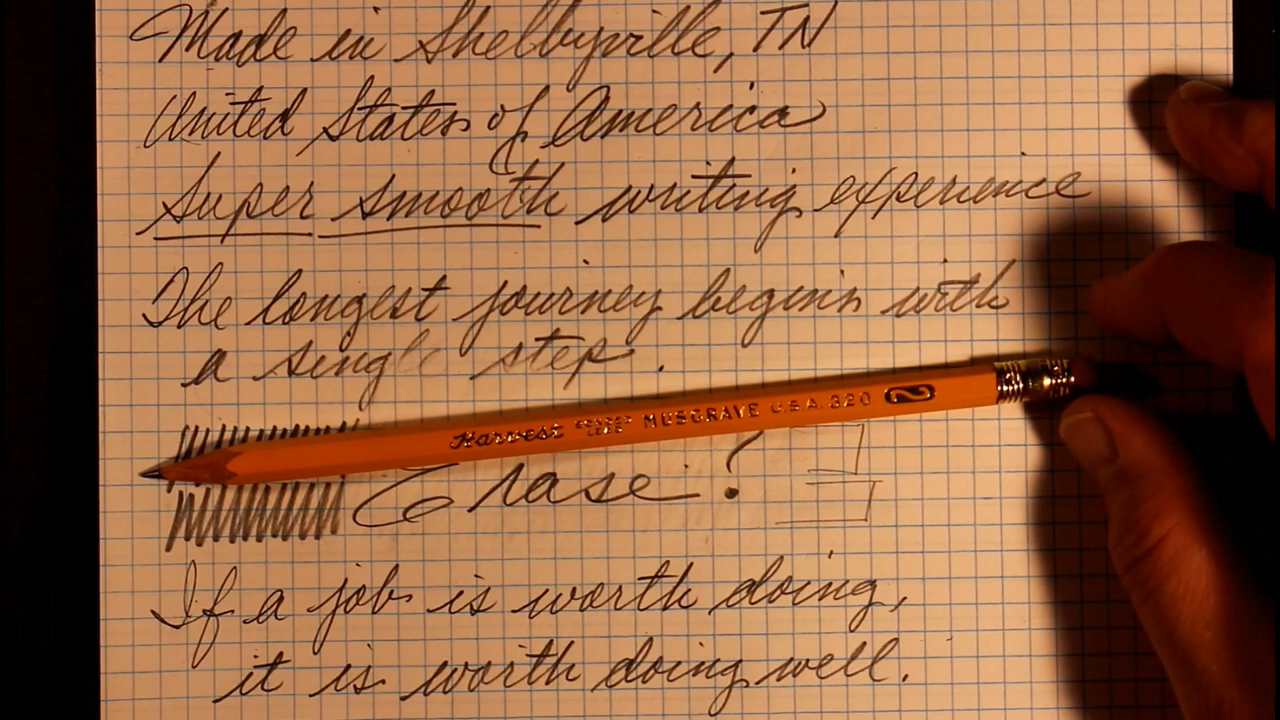 Made in Shelbyville, TN
United States of America
Super smooth writing experience
The longest journey begins with
a single step.
Harvest MUSGRAVE U.S.A. 320 2
Erase?
If a job is worth doing,
it is worth doing well.